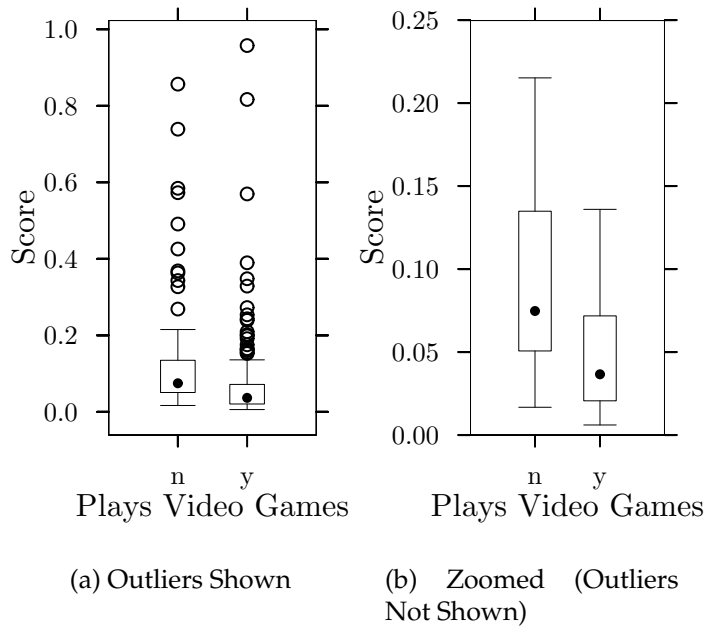 1.0
0.8
0.6
0.4
0.2
0.0
Score
n y
Plays Video Games
(a) Outliers Shown
0.25
0.20
0.15
0.10
0.05
0.00
Score
n y
Plays Video Games
(b) Zoomed (Outliers
Not Shown)